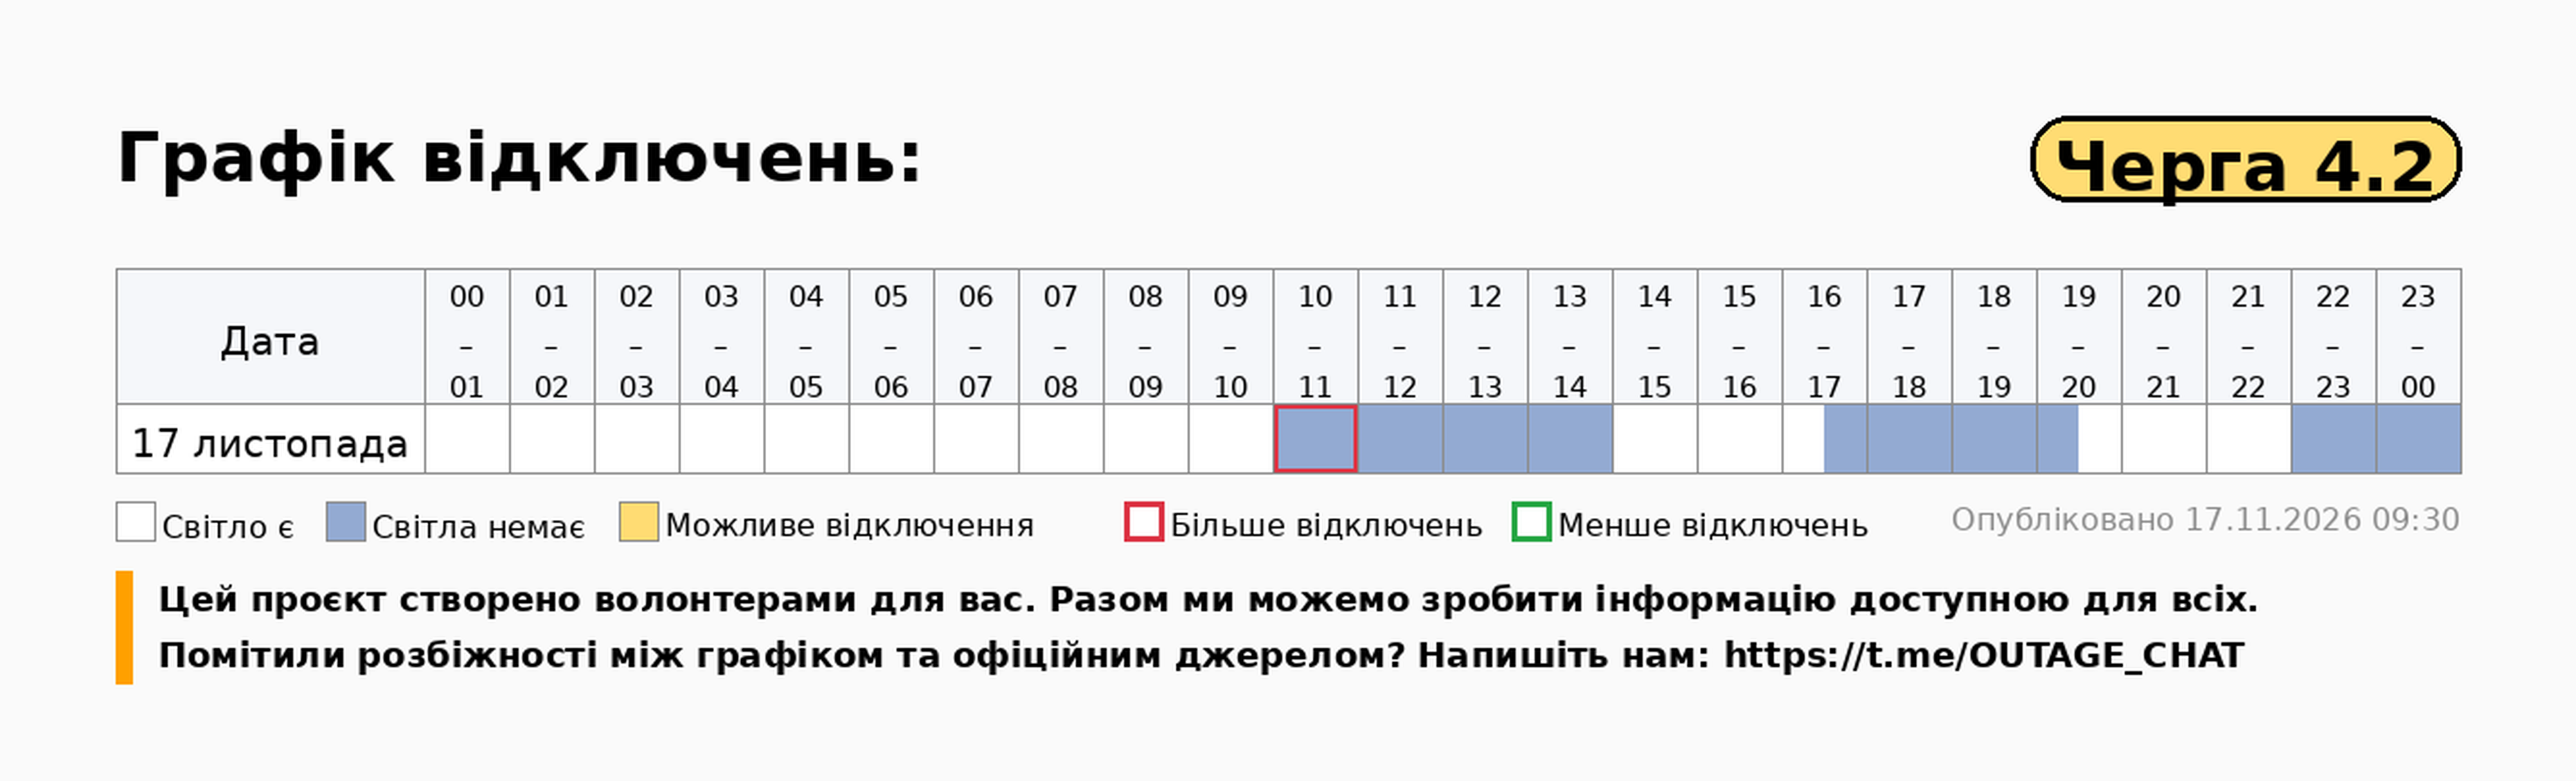 Графік відключень:
Черга 4.2
Дата
00 – 01
01 – 02
02 – 03
03 – 04
04 – 05
05 – 06
06 – 07
07 – 08
08 – 09
09 – 10
10 – 11
11 – 12
12 – 13
13 – 14
14 – 15
15 – 16
16 – 17
17 – 18
18 – 19
19 – 20
20 – 21
21 – 22
22 – 23
23 – 00
17 листопада
Світло є
Світла немає
Можливе відключення
Більше відключень
Менше відключень
Опубліковано 17.11.2026 09:30
Цей проєкт створено волонтерами для вас. Разом ми можемо зробити інформацію доступною для всіх.
Помітили розбіжності між графіком та офіційним джерелом? Напишіть нам: https://t.me/OUTAGE_CHAT